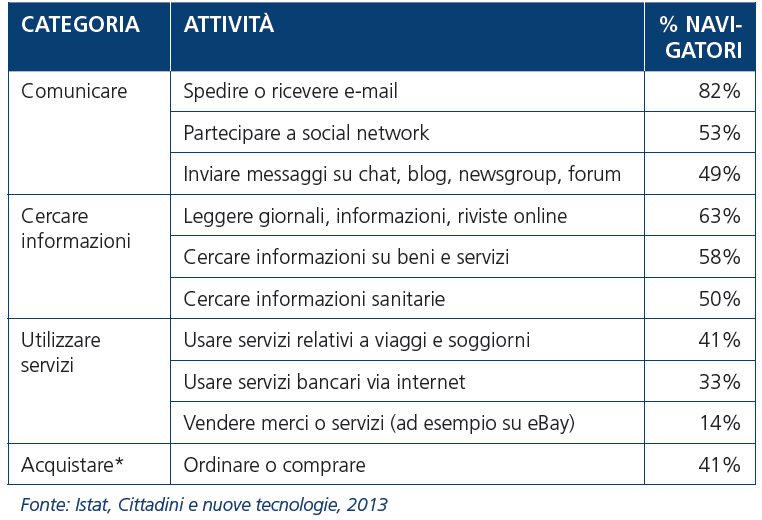 CATEGORIA ATTIVITÀ % NAVI-
GATORI
Comunicare Spedire o ricevere e-mail 82%
Partecipare a social network 53%
Inviare messaggi su chat, blog, newsgroup, forum 49%
Cercare Leggere giornali, informazioni, riviste online 63%
informazioni
Cercare informazioni su beni e servizi 58%
Cercare informazioni sanitarie 50%
Utilizzare Usare servizi relativi a viaggi e soggiorni 41%
servizi
Usare servizi bancari via internet 33%
Vendere merci o servizi (ad esempio su eBay) 14%
Acquistare* Ordinare o comprare 41%
Fonte: Istat, Cittadini e nuove tecnologie, 2013